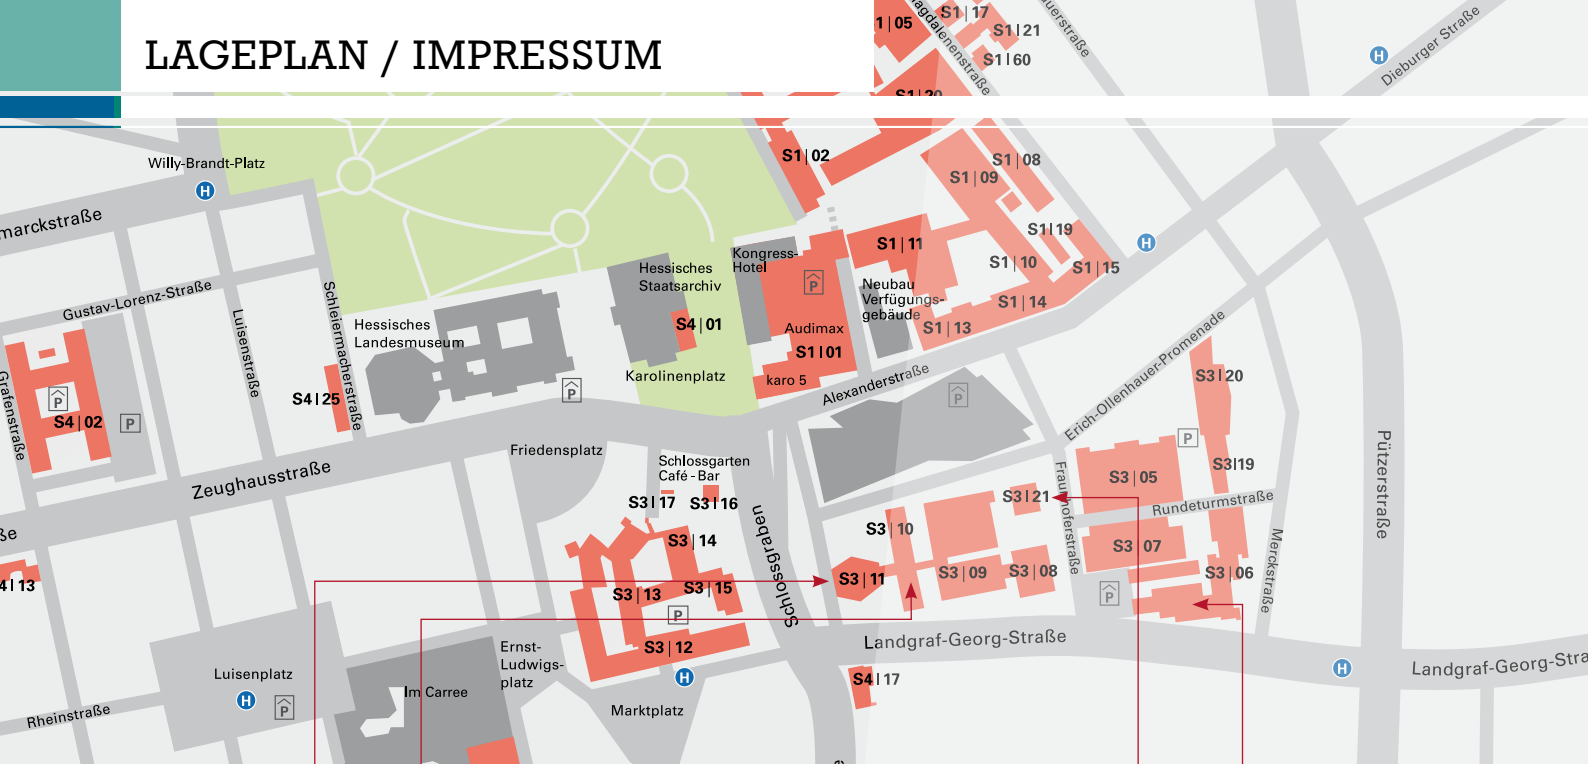 LAGEPLAN / IMPRESSUM
1|05
S1|17
S1|21
S1|60
S1|20
Dieburger Straße
H
Willy-Brandt-Platz
H
S1|02
S1|08
S1|09
marckstraße
S1|19
S1|11
H
Kongress-
Hotel
S1|10
S1|15
Hessisches
Staatsarchiv
P
Neubau
Verfügungs-
gebäude
S1|14
Gustav-Lorenz-Straße
Luisenstraße
Schleiermacherstraße
Hessisches
Landesmuseum
S4|01
Audimax
S1|13
S1|01
Karolinenplatz
karo 5
Alexanderstraße
Erich-Ollenhauer-Promenade
S3|20
Grafenstraße
P
S4|02
P
S4|25
P
P
P
Friedensplatz
Schlossgarten
Café-Bar
Zeughausstraße
S3|17
S3|16
S3|05
S3|19
Pützerstraße
S3|21
Fraunhoferstraße
Rundeturmstraße
Schlossgraben
S3|10
S3|14
S3|07
Merckstraße
ße
4|13
S3|13
S3|15
S3|11
S3|09
S3|08
S3|06
P
P
S3|12
H
Landgraf-Georg-Straße
Landgraf-Georg-Stra
H
Ernst-
Ludwigs-
platz
Luisenplatz
H
P
Im Carree
S4|17
Rheinstraße
Marktplatz